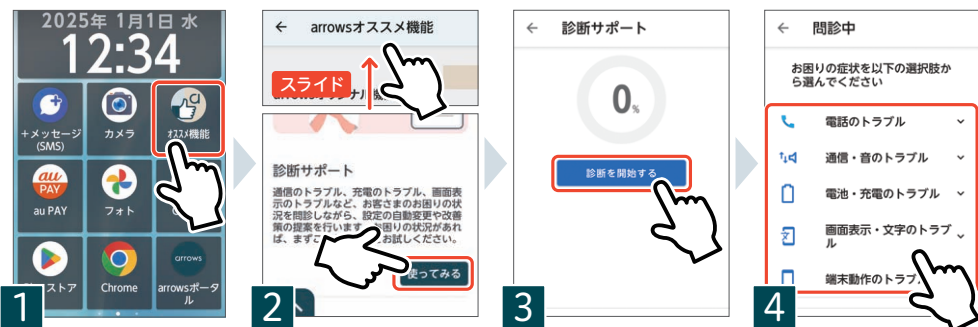 2025年 1月1日 水
12:34
+メッセージ
(SMS)
カメラ
オススメ機能
au
PAY
au PAY
フォト
ストア
Chrome
arrows
arrowsポータ
ル
1
← arrowsオススメ機能
スライド
診断サポート
通信のトラブル、充電のトラブル、画面表
示のトラブルなど、お客さまのお困りの状
況を問診しながら、設定の自動変更や改善
策の提案を行います お困りの状況があれ
ば、まずこ お試しください。
使ってみる
2
← 診断サポート
0%
診断を開始する
3
← 問診中
お困りの症状を以下の選択肢か
ら選んでください
電話のトラブル
通信・音のトラブル
電池・充電のトラブル
画面表示・文字のトラブ
ル
端末動作のトラブ
4